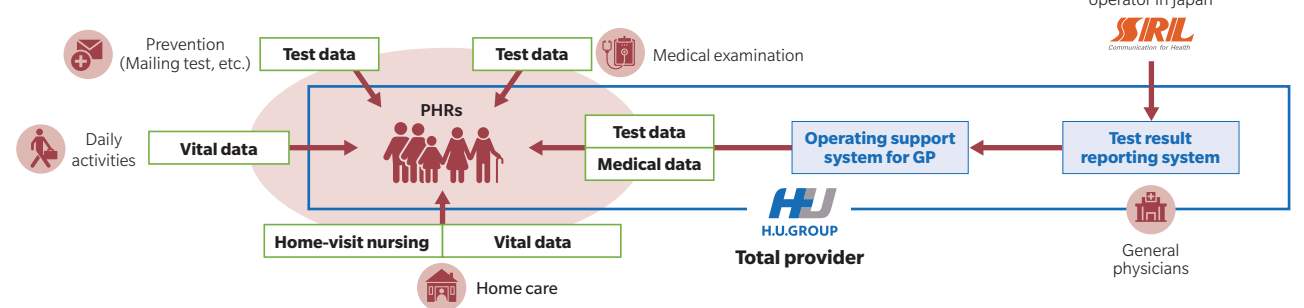 operator in Japan
SRL
Communication for Health
Prevention
(Mailing test, etc.)
Test data
Test data
Medical examination
PHRs
Daily
activities
Vital data
Test data
Medical data
Operating support
system for GP
Test result
reporting system
HU
H.U.GROUP
Total provider
Home-visit nursing
Vital data
Home care
General
physicians